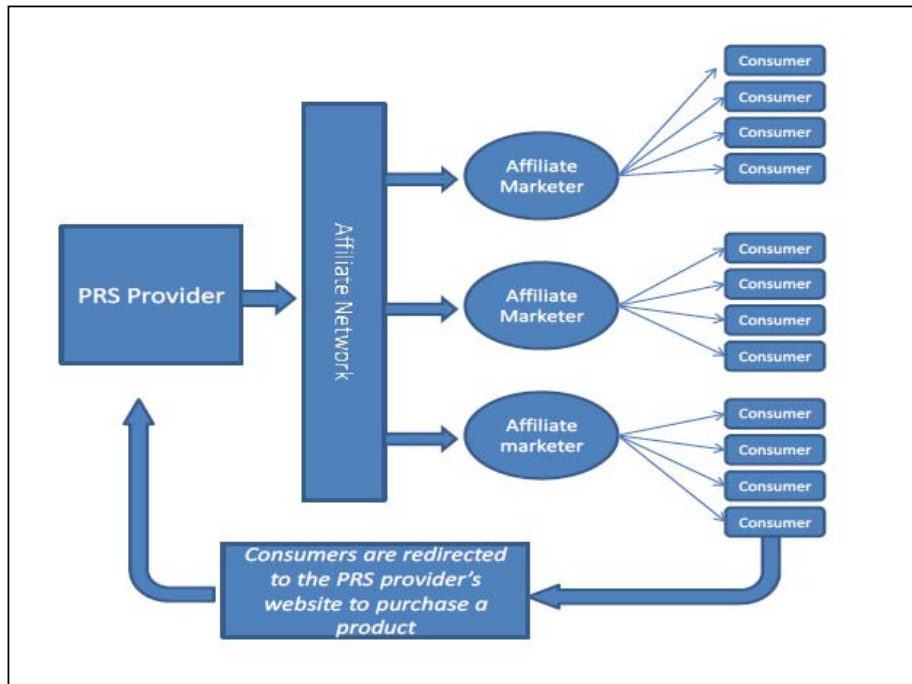 PRS Provider
Affiliate Network
Affiliate
Marketer
Consumer
Consumer
Consumer
Consumer
Affiliate
Marketer
Consumer
Consumer
Consumer
Consumer
Affiliate
marketer
Consumer
Consumer
Consumer
Consumer
Consumers are redirected
to the PRS provider's
website to purchase a
product